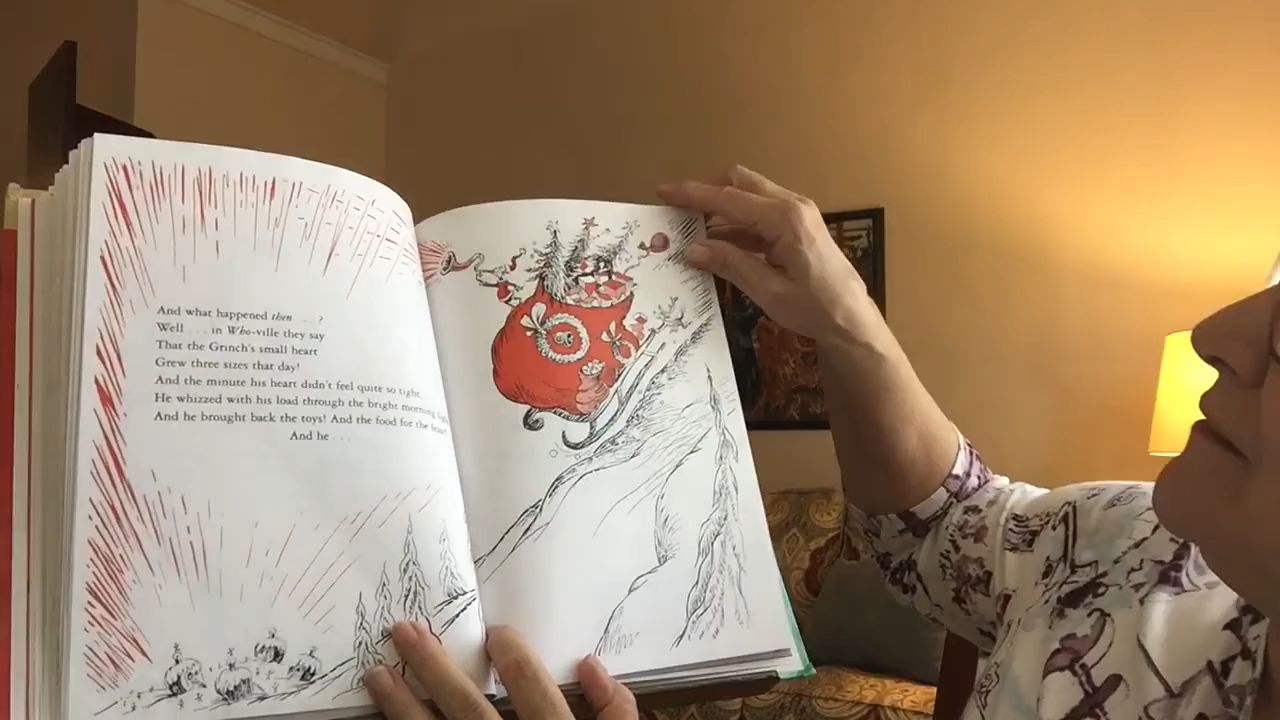 And what happened then . . . ?
Well . . . in Who-ville they say
That the Grinch's small heart
Grew three sizes that day!
And the minute his heart didn't feel quite so tight,
He whizzed with his load through the bright morning light
And he brought back the toys! And the food for the feast!
And he . . .